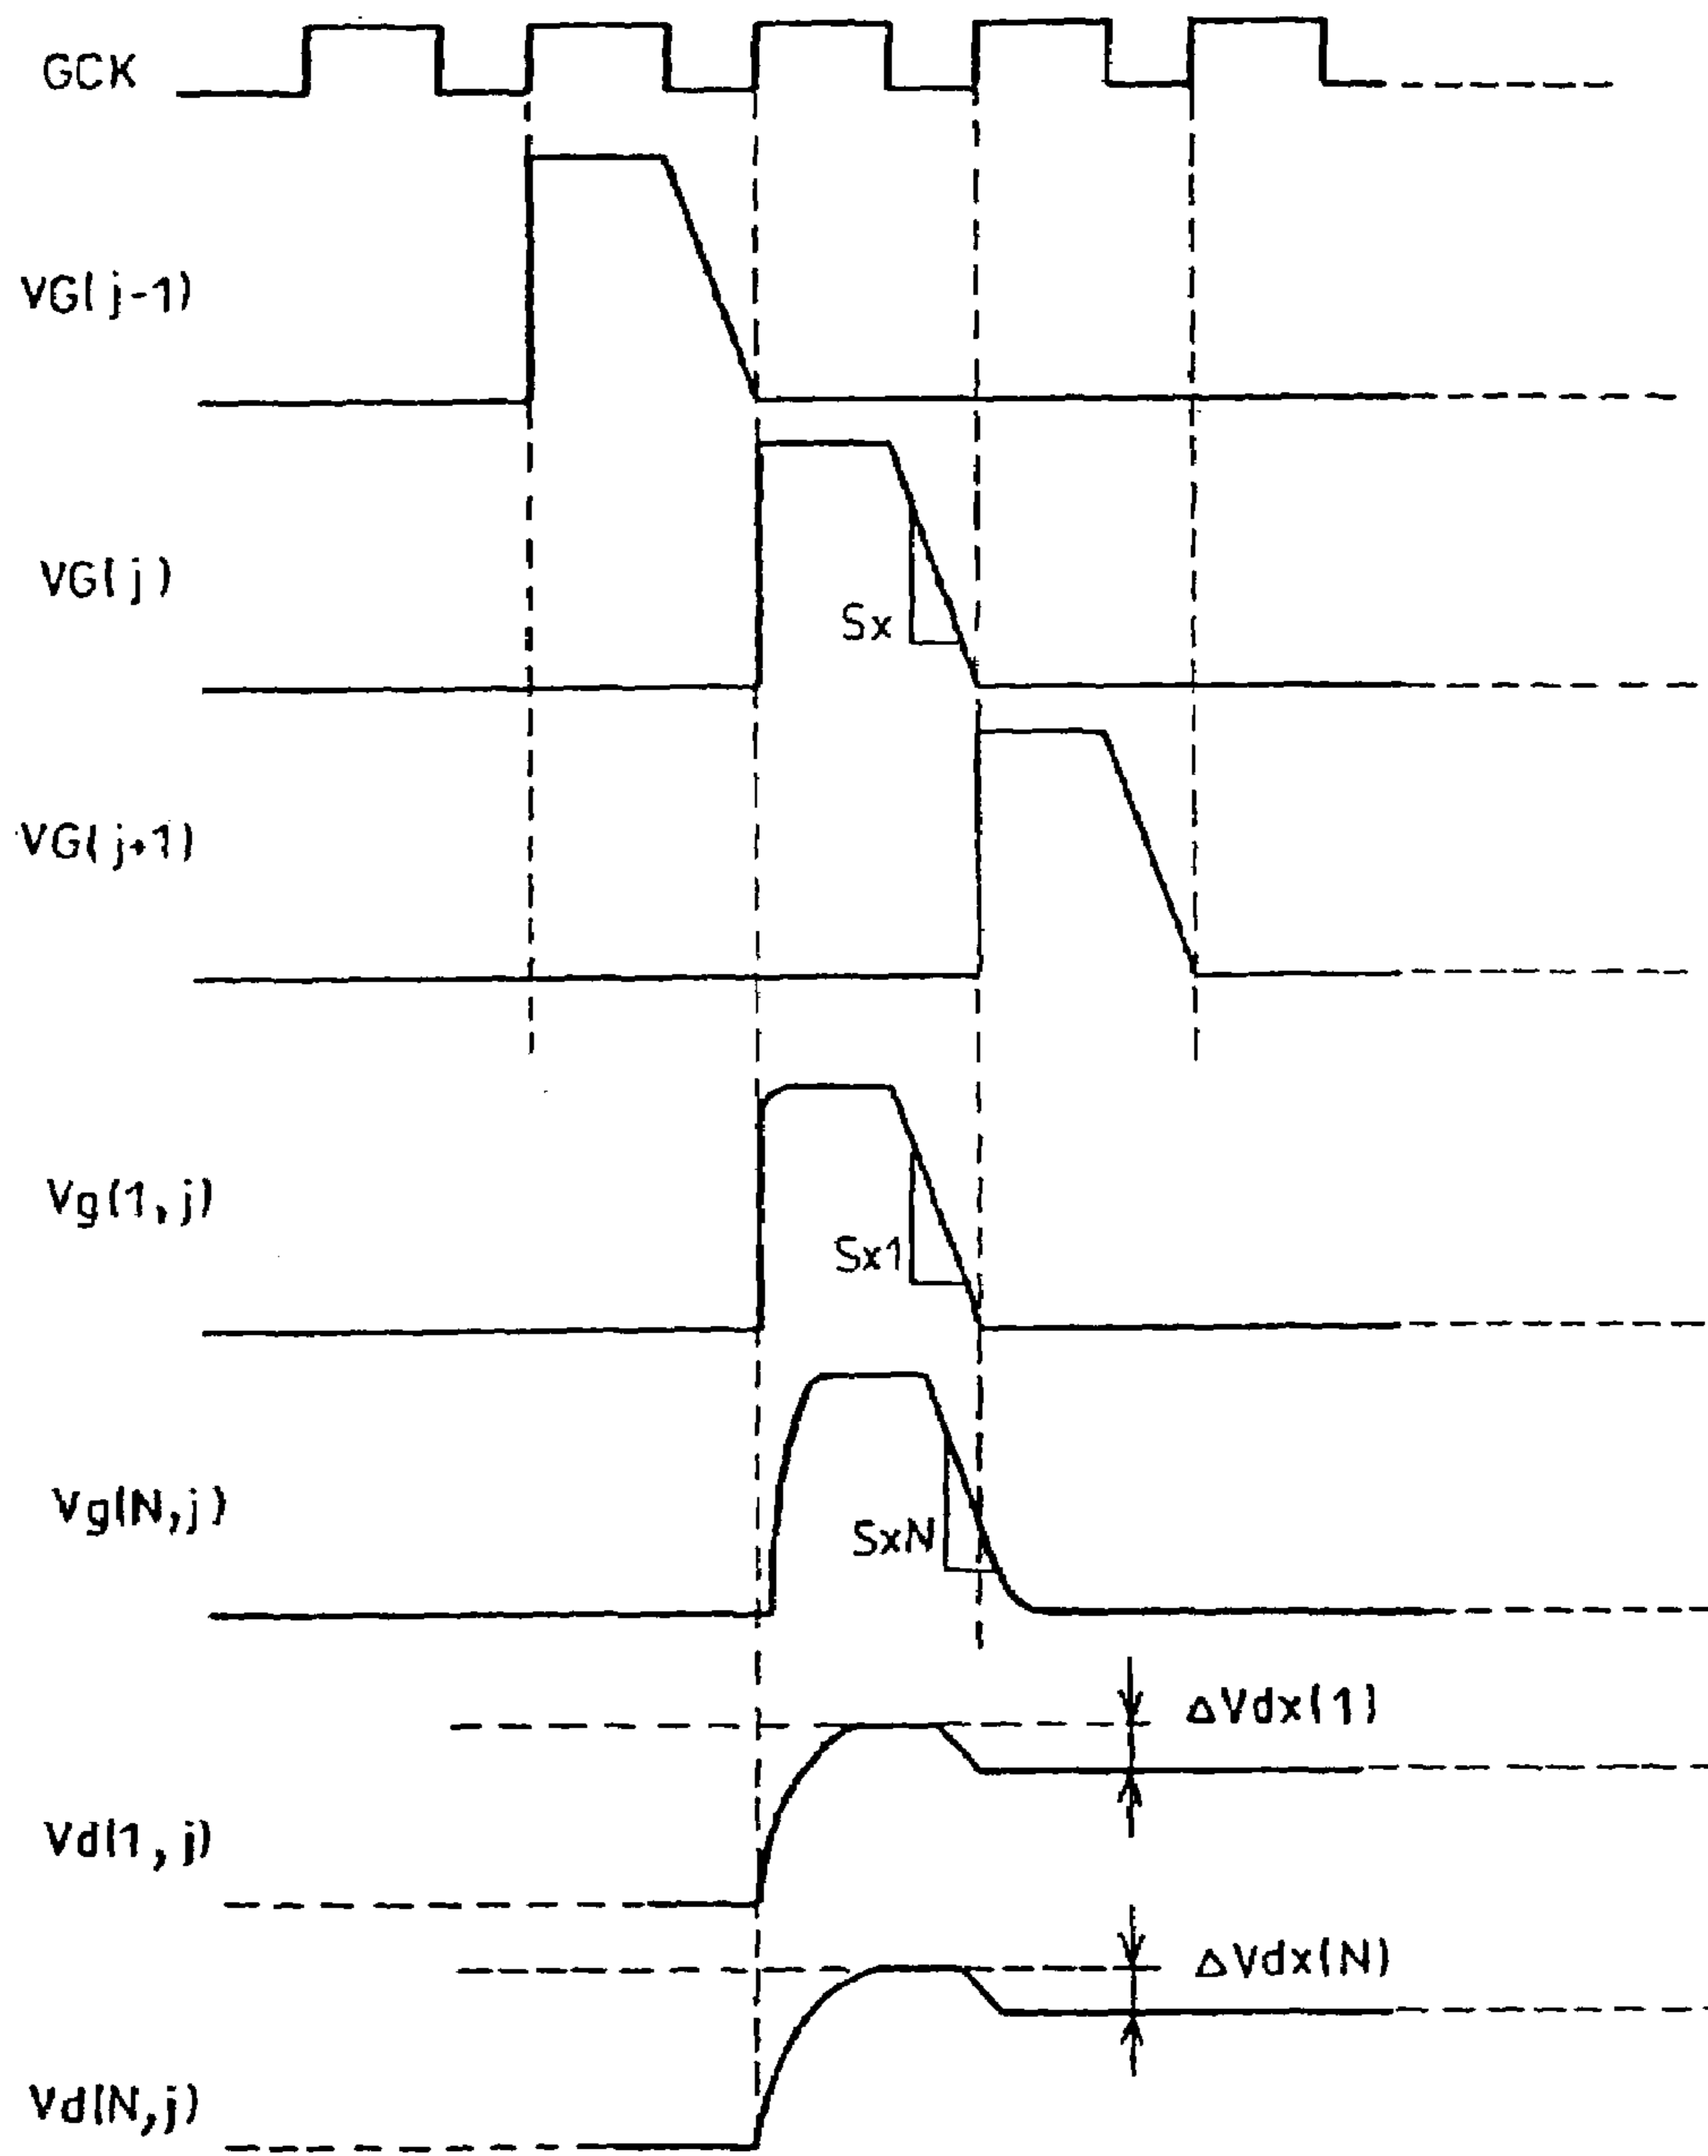 GCK
VG(j-1)
VG(j)
Sx
VG(j+1)
Vg(1,j)
Sx1
Vg(N,j)
SxN
ΔVdx(1)
Vd(1,j)
ΔVdx(N)
Vd(N,j)